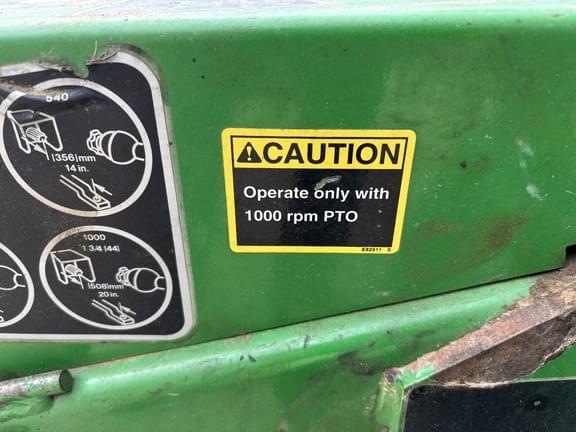 540
|356|mm
14 in.
1000
1 3/4 |44|
|508|mm
20 in.
⚠CAUTION
Operate only with
1000 rpm PTO